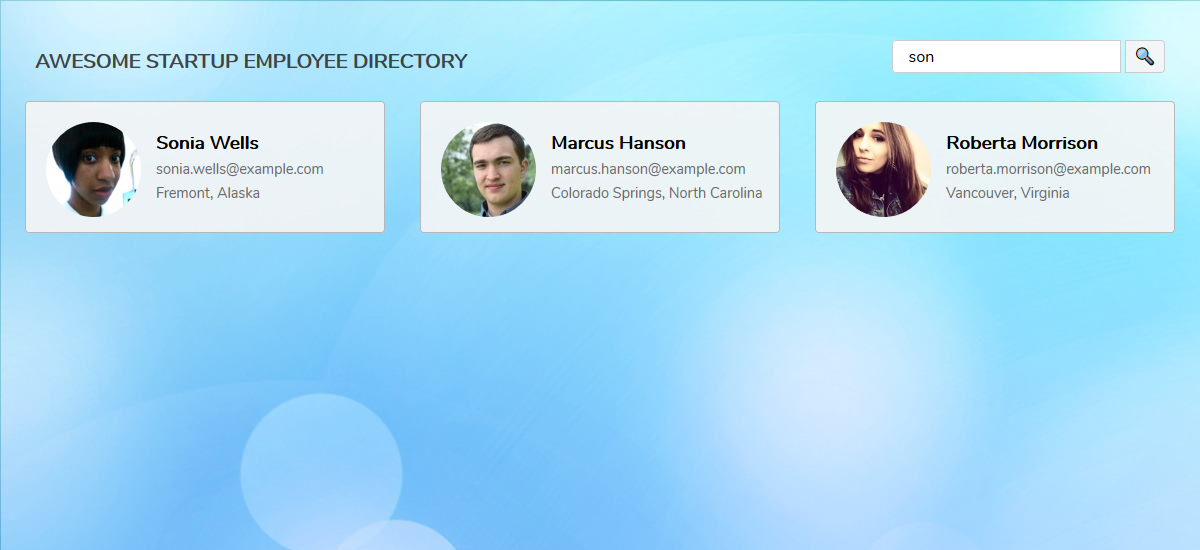 AWESOME STARTUP EMPLOYEE DIRECTORY
son
Sonia Wells
sonia.wells@example.com
Fremont, Alaska
Marcus Hanson
marcus.hanson@example.com
Colorado Springs, North Carolina
Roberta Morrison
roberta.morrison@example.com
Vancouver, Virginia